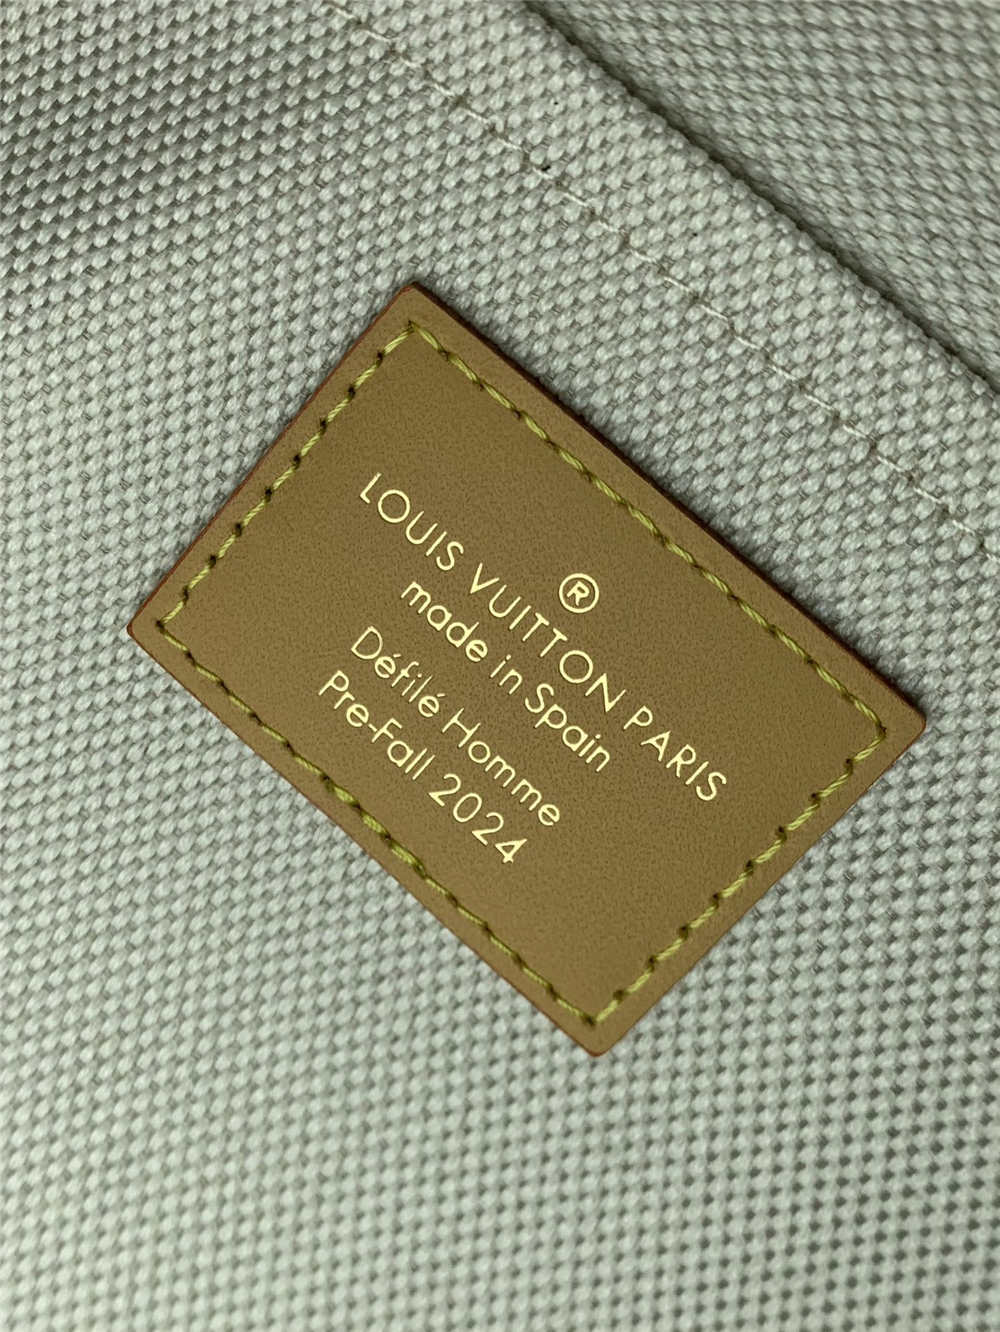 ®
LOUIS VUITTON PARIS
made in Spain
Défilé Homme
Pre-Fall 2024